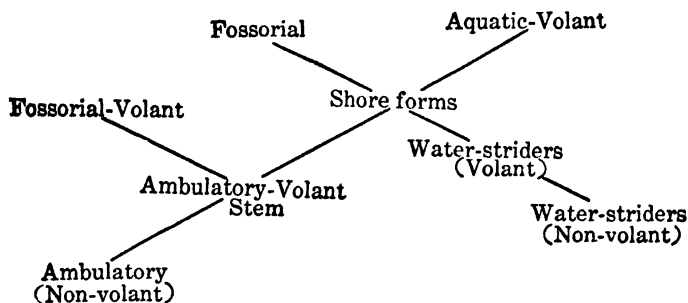 Fossorial
Aquatic-Volant
Shore forms
Fossorial-Volant
Water-striders
(Volant)
Ambulatory-Volant
Stem
Water-striders
(Non-volant)
Ambulatory
(Non-volant)